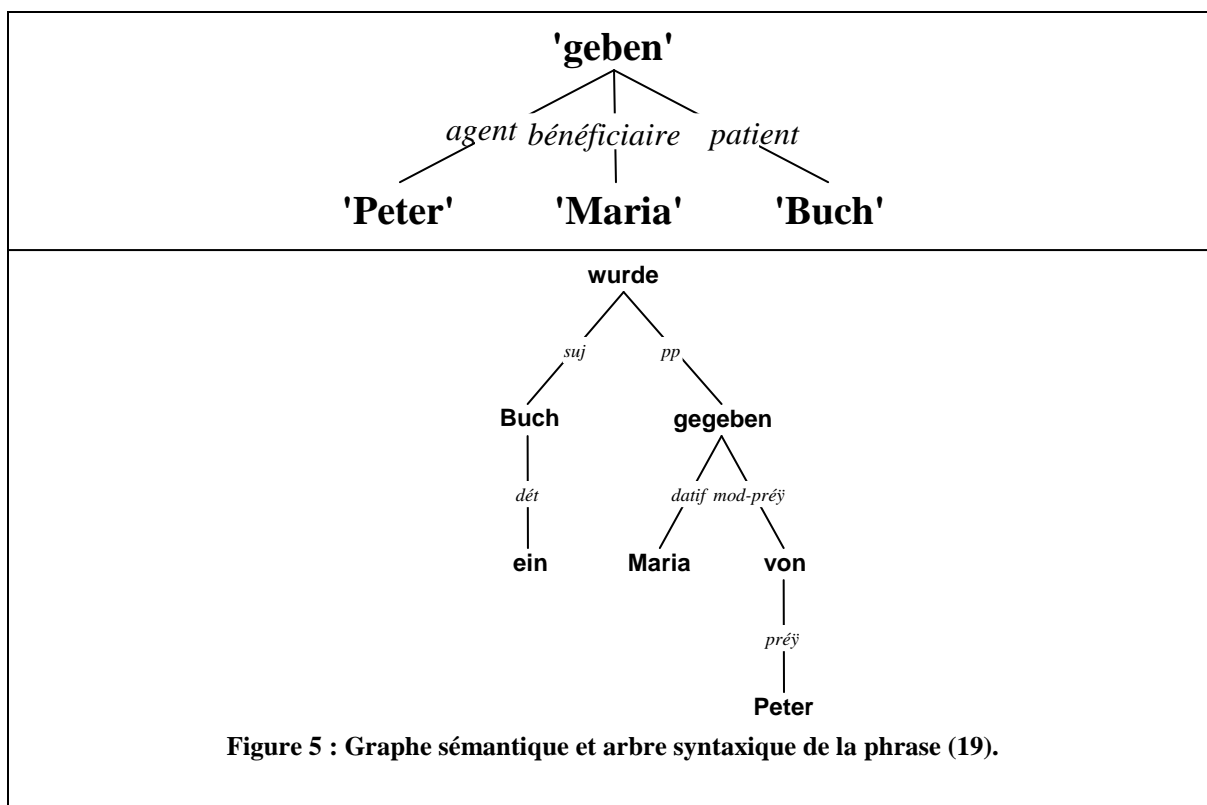 'geben'
agent bénéficiaire patient
'Peter' 'Maria' 'Buch'
wurde
suj pp
Buch gegeben
dét datif mod-préÿ
ein Maria von
préÿ
Peter
Figure 5 : Graphe sémantique et arbre syntaxique de la phrase (19).